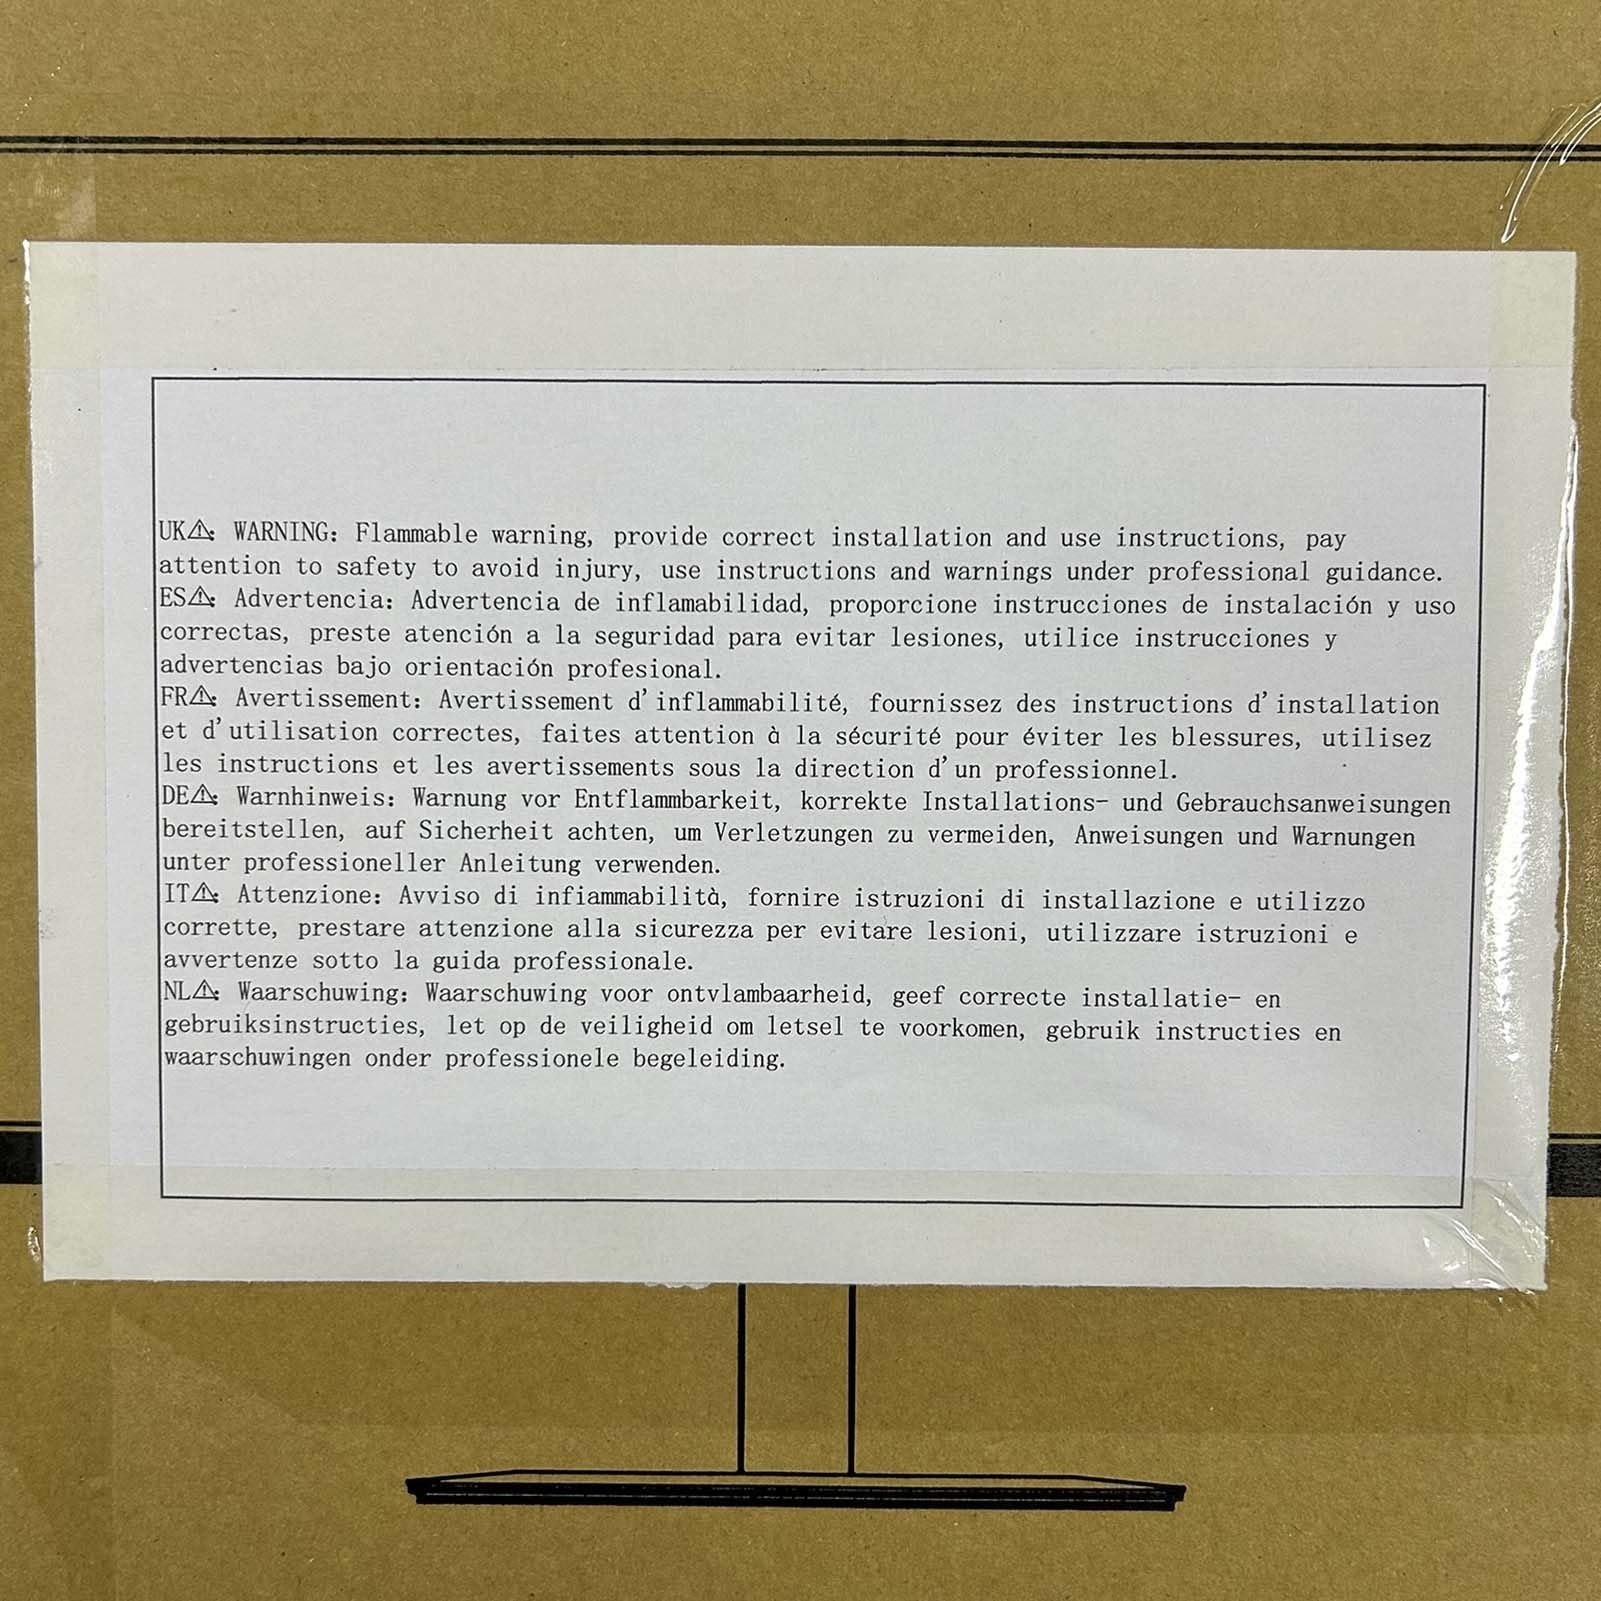 UK⚠: WARNING: Flammable warning, provide correct installation and use instructions, pay
attention to safety to avoid injury, use instructions and warnings under professional guidance.
ES⚠: Advertencia: Advertencia de inflamabilidad, proporcione instrucciones de instalación y uso
correctas, preste atención a la seguridad para evitar lesiones, utilice instrucciones y
advertencias bajo orientación profesional.
FR⚠: Avertissement: Avertissement d'inflammabilité, fournissez des instructions d'installation
et d'utilisation correctes, faites attention à la sécurité pour éviter les blessures, utilisez
les instructions et les avertissements sous la direction d'un professionnel.
DE⚠: Warnhinweis: Warnung vor Entflammbarkeit, korrekte Installations- und Gebrauchsanweisungen
bereitstellen, auf Sicherheit achten, um Verletzungen zu vermeiden, Anweisungen und Warnungen
unter professioneller Anleitung verwenden.
IT⚠: Attenzione: Avviso di infiammabilità, fornire istruzioni di installazione e utilizzo
corrette, prestare attenzione alla sicurezza per evitare lesioni, utilizzare istruzioni e
avvertenze sotto la guida professionale.
NL⚠: Waarschuwing: Waarschuwing voor ontvlambaarheid, geef correcte installatie- en
gebruiksinstructies, let op de veiligheid om letsel te voorkomen, gebruik instructies en
waarschuwingen onder professionele begeleiding.